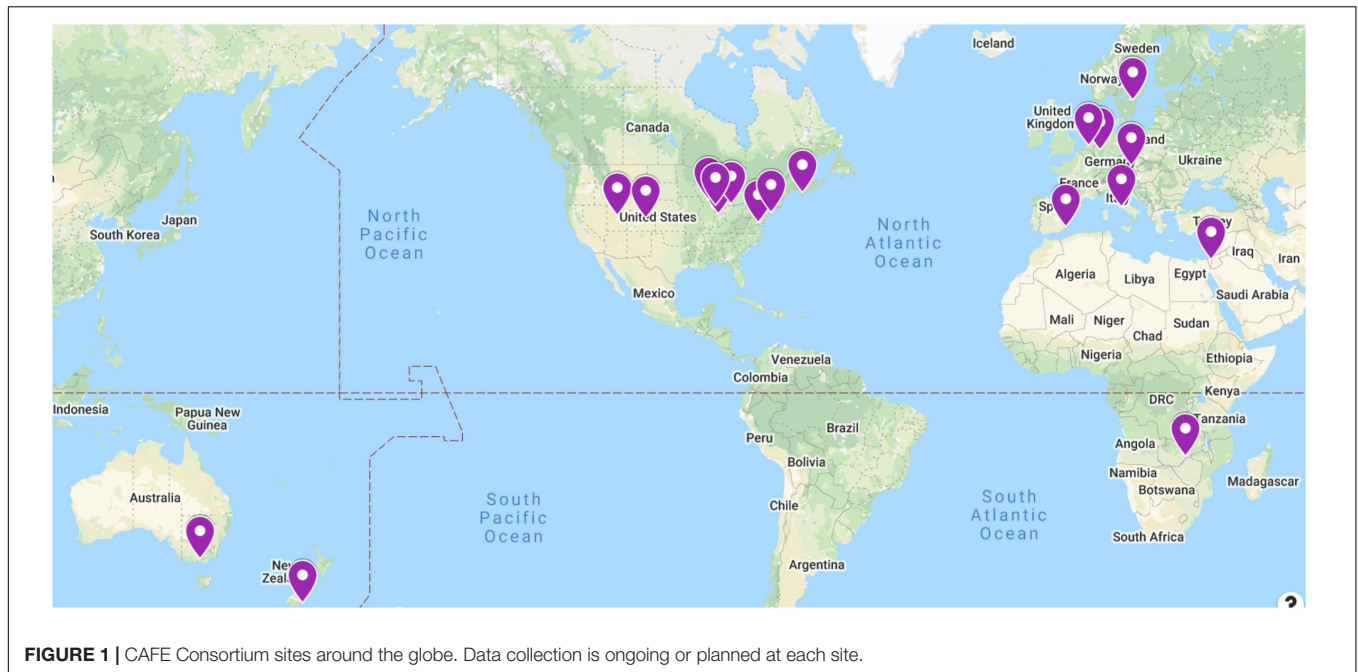 Iceland
Sweden
Norway
United
Kingdom
Canada
Germany
Ukraine
France
Japan
South Korea
North
Pacific
Ocean
United States
North
Atlantic
Ocean
Iraq
Iran
Algeria
Libya
Egypt
Saudi Arabia
Mexico
Mali
Niger
Chad
Sudan
Venezuela
Nigeria
Ethiopia
Colombia
Kenya
DRC
Indonesia
Papua New
Guinea
Tanzania
Peru
Brazil
Angola
Bolivia
Namibia
Botswana
Madagascar
Australia
South
Pacific
Ocean
Chile
South
Atlantic
Ocean
South Africa
New
Zeal
Argentina
?
FIGURE 1 | CAFE Consortium sites around the globe. Data collection is ongoing or planned at each site.